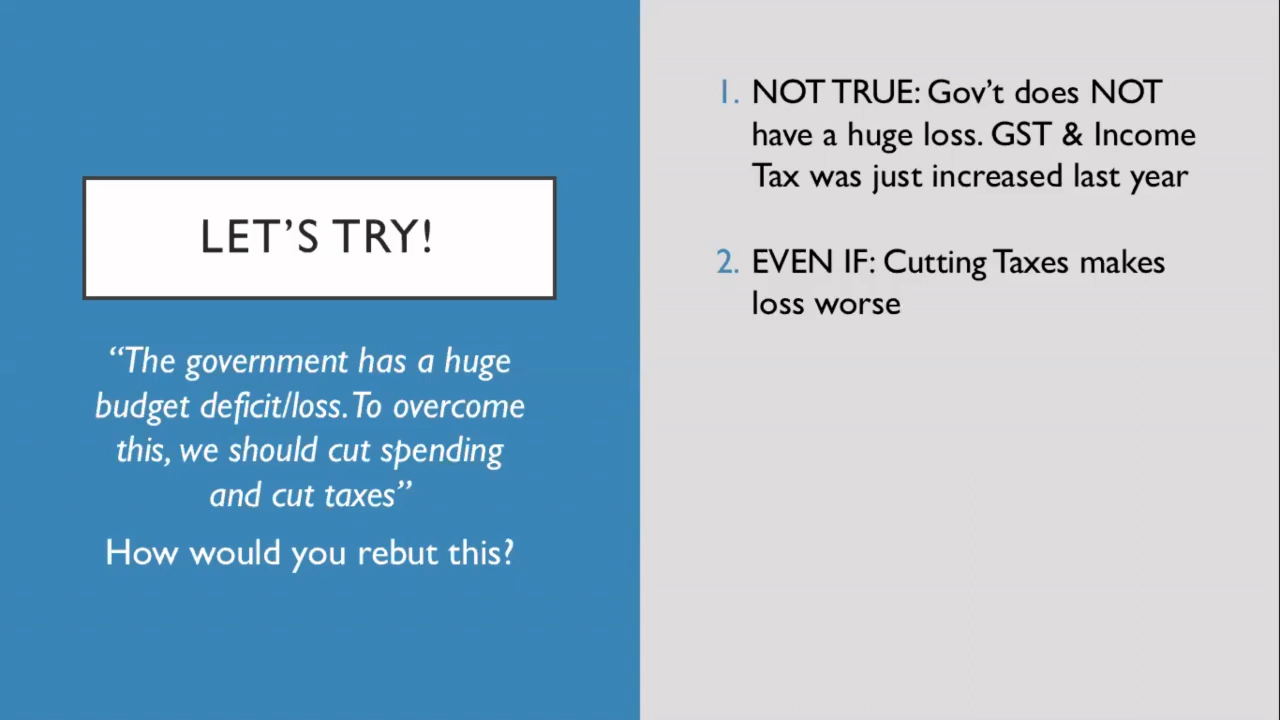 LET’S TRY!
“The government has a huge
budget deficit/loss. To overcome
this, we should cut spending
and cut taxes”
How would you rebut this?
1. NOT TRUE: Gov’t does NOT
have a huge loss. GST & Income
Tax was just increased last year
2. EVEN IF: Cutting Taxes makes
loss worse